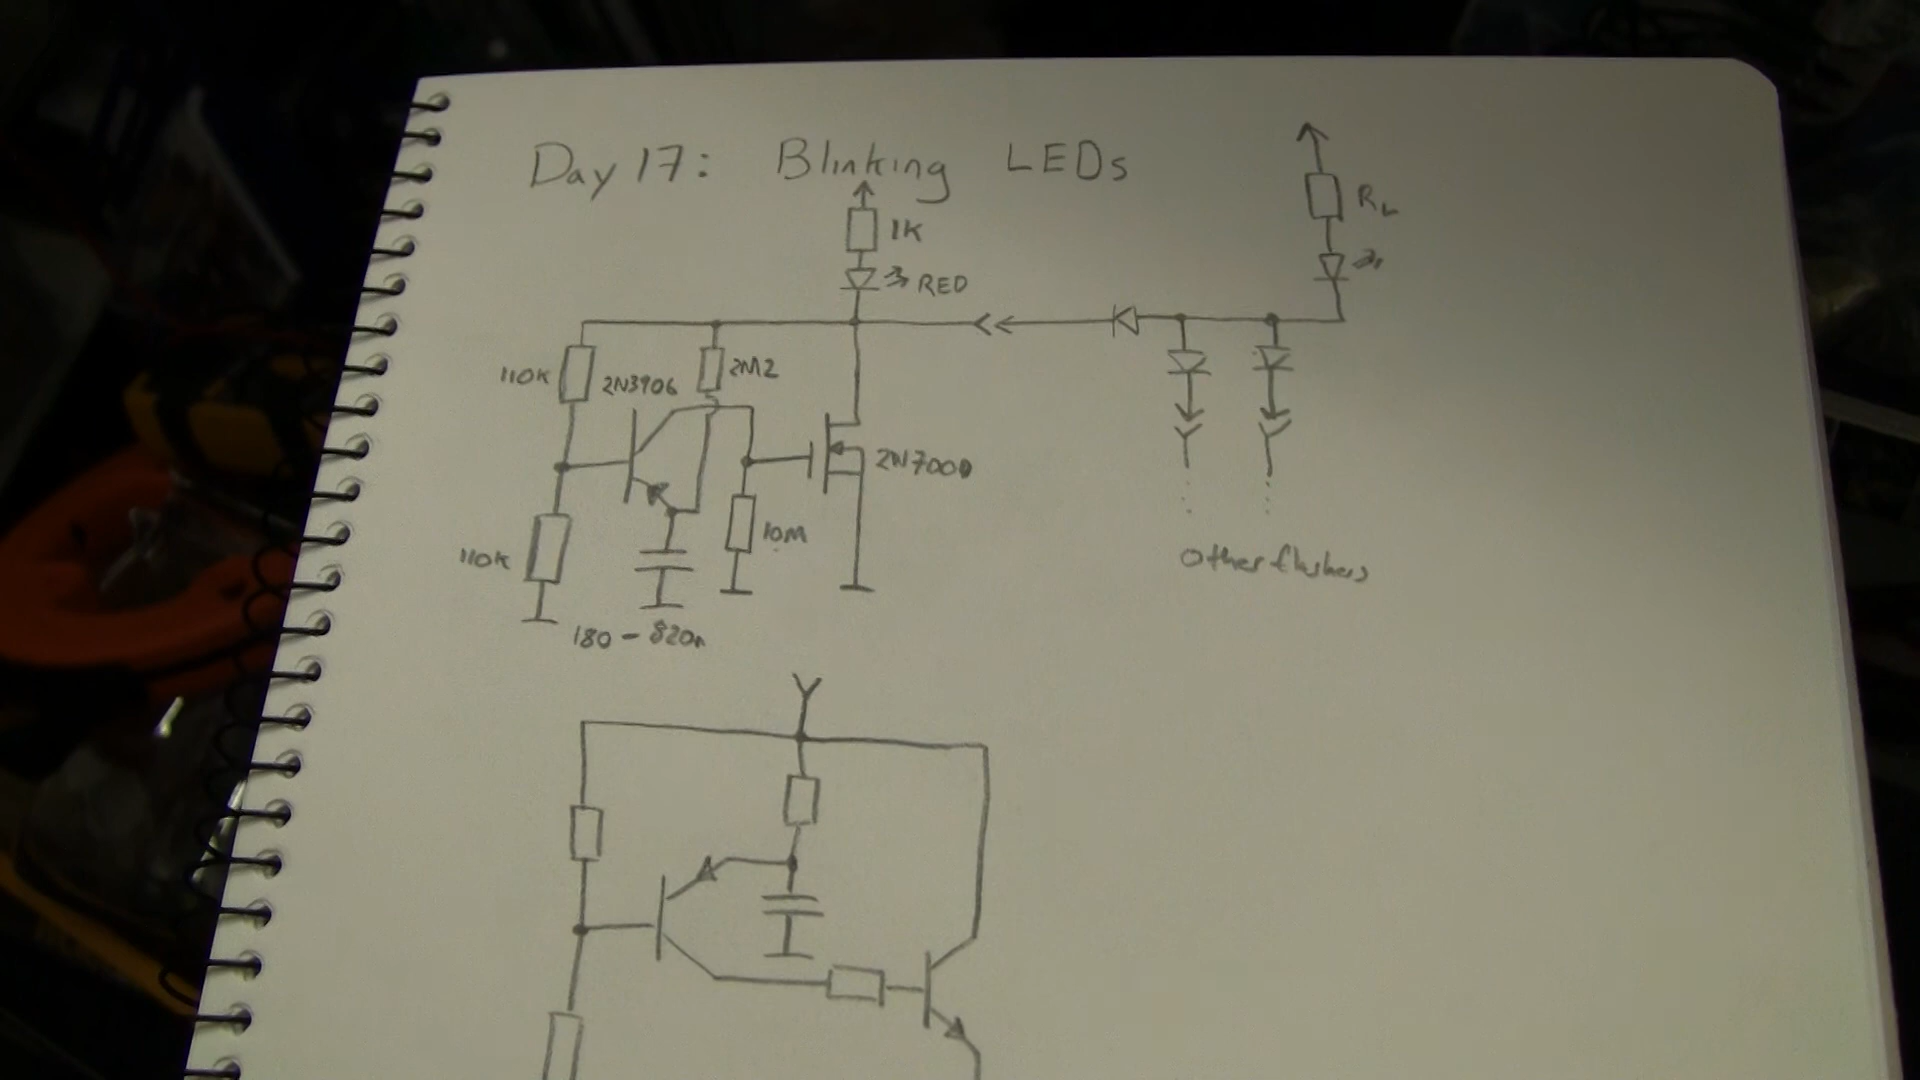 Day 17: Blinking LEDs
1K
RED
RL
110K
2N3906
2M2
2N7000
110K
10M
180 - 820n
Other flashers